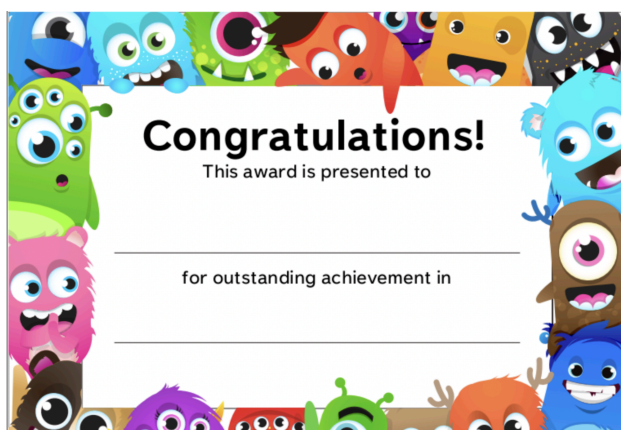 Congratulations!
This award is presented to
for outstanding achievement in